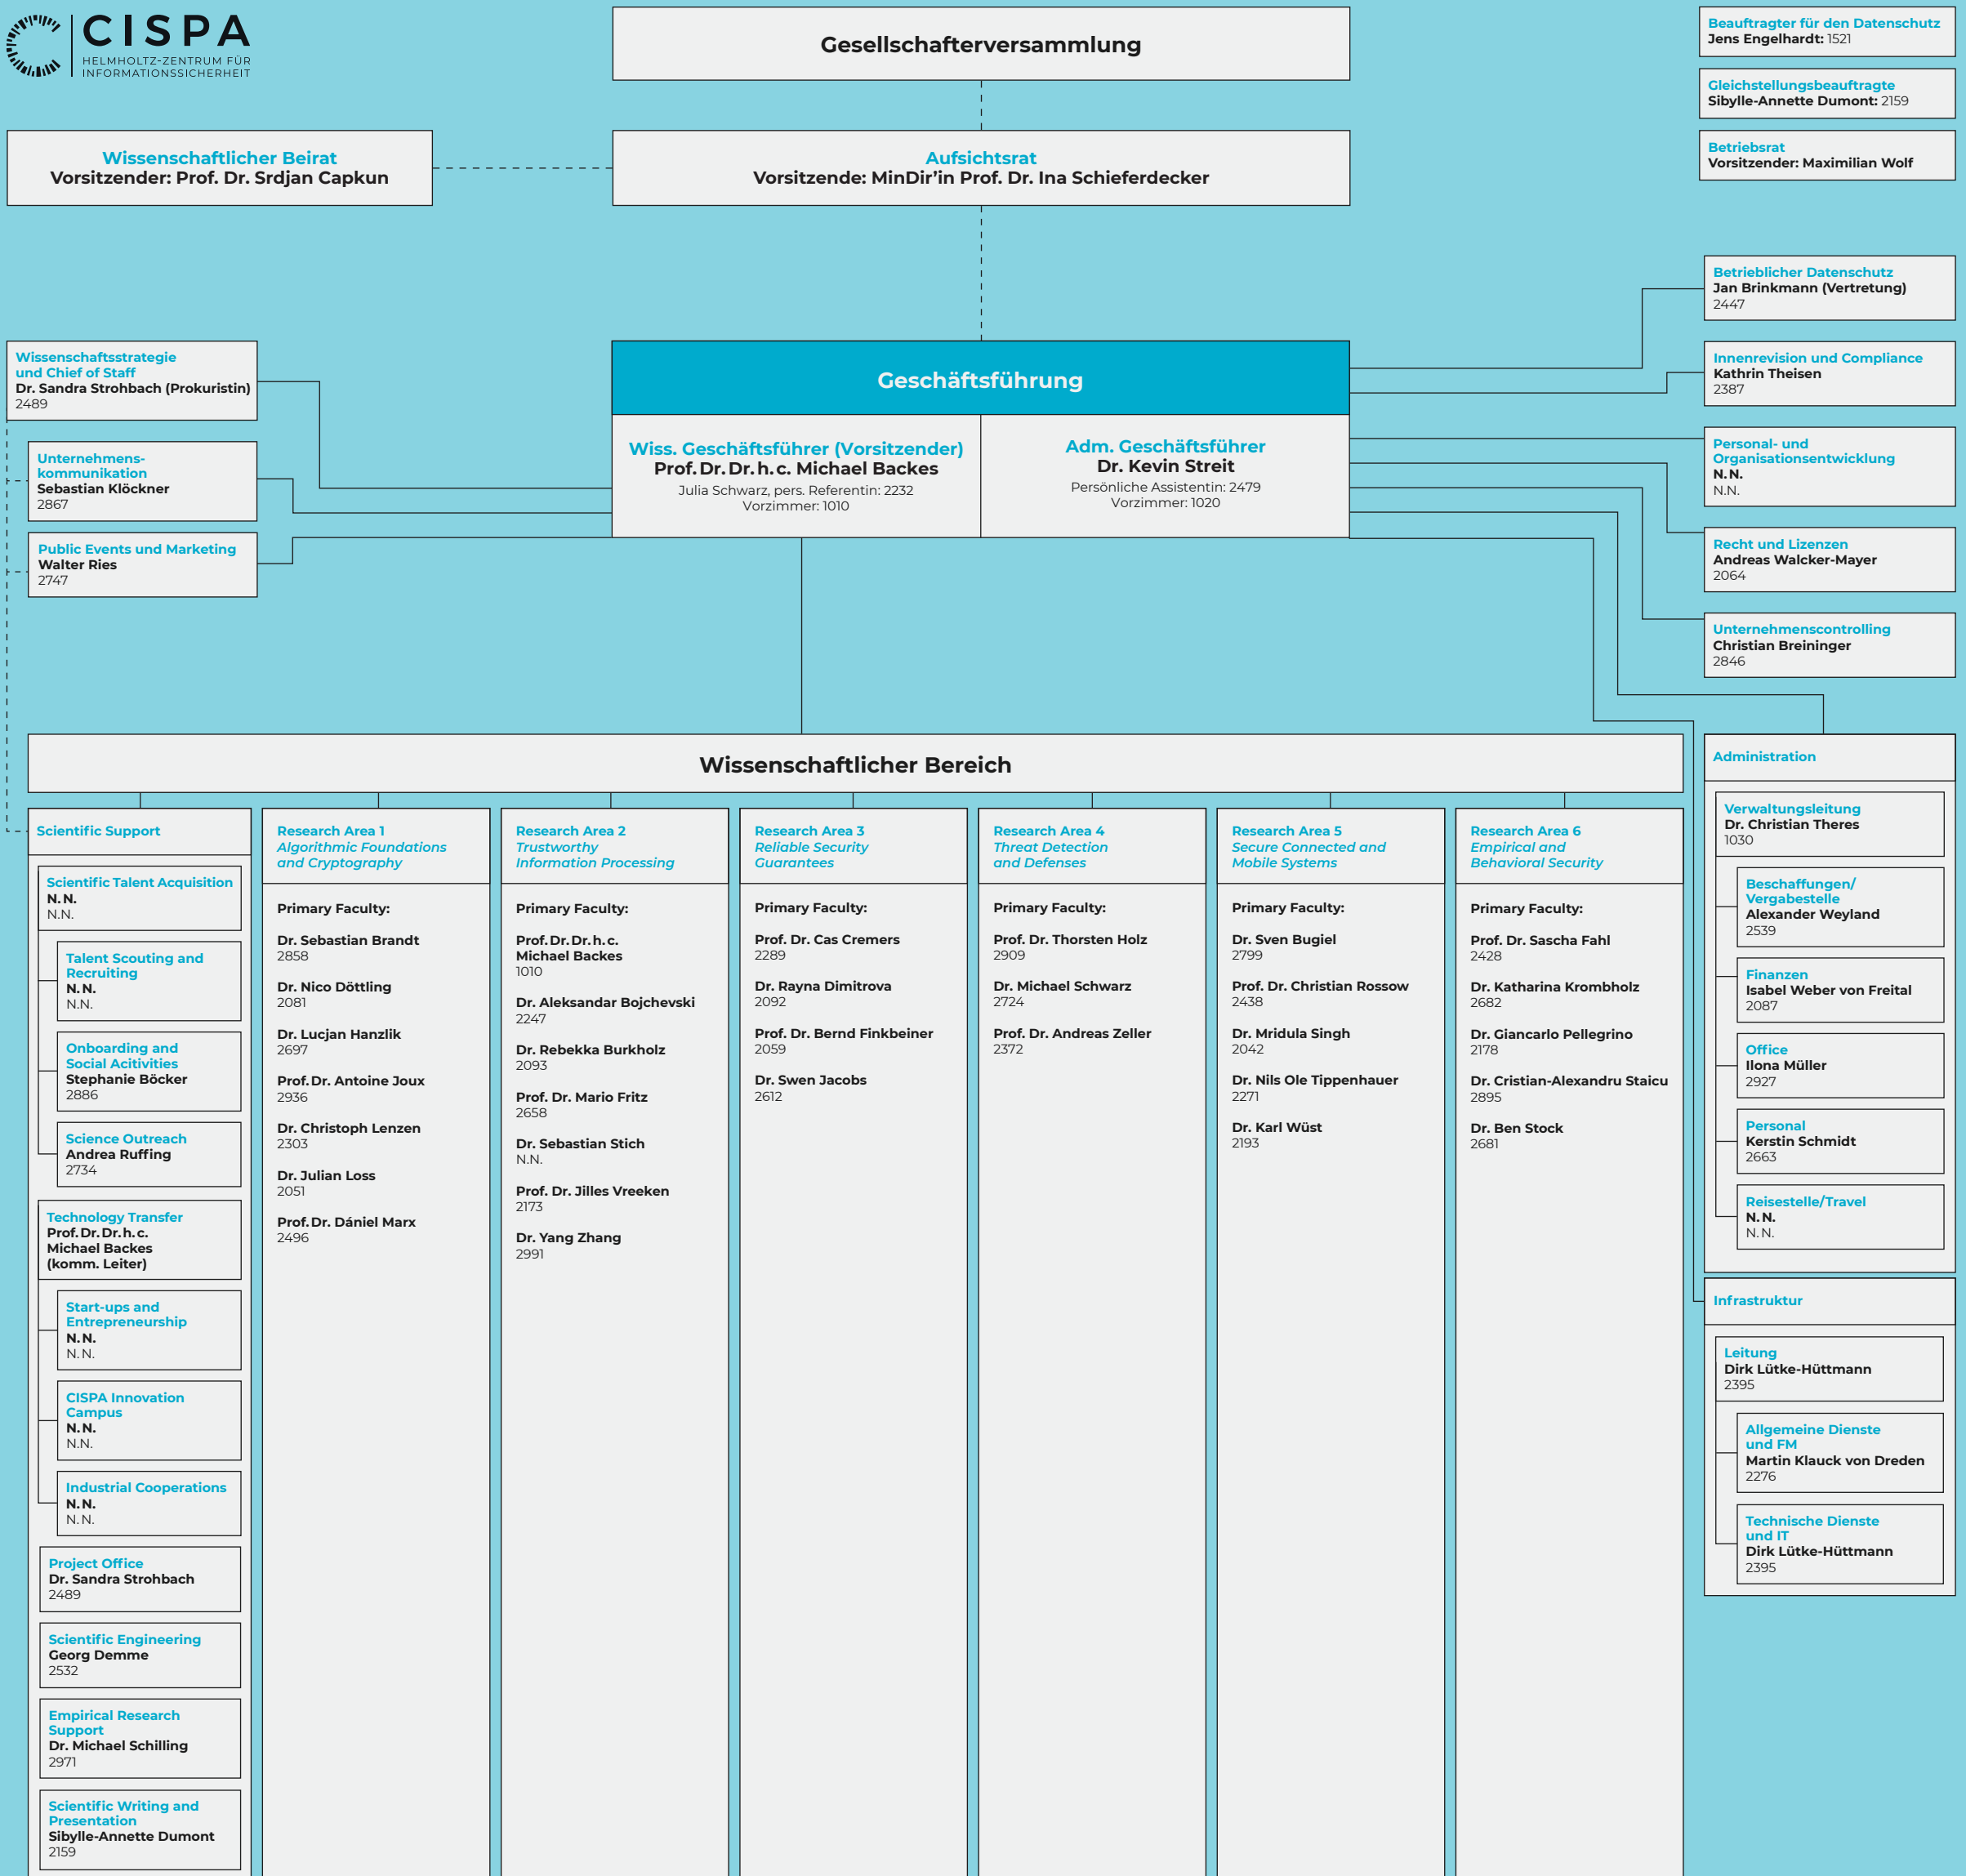 CISPA
HELMHOLTZ-ZENTRUM FÜR
INFORMATIONSSICHERHEIT
Gesellschafterversammlung
Beauftragter für den Datenschutz
Jens Engelhardt: 1521
Gleichstellungsbeauftragte
Sibylle-Annette Dumont: 2159
Betriebsrat
Vorsitzender: Maximilian Wolf
Wissenschaftlicher Beirat
Vorsitzender: Prof. Dr. Srdjan Capkun
Aufsichtsrat
Vorsitzende: MinDir’in Prof. Dr. Ina Schieferdecker
Wissenschaftsstrategie
und Chief of Staff
Dr. Sandra Strohbach (Prokuristin)
2489
Unternehmens-
kommunikation
Sebastian Klöckner
2867
Public Events und Marketing
Walter Ries
2747
Geschäftsführung
Wiss. Geschäftsführer (Vorsitzender)
Prof. Dr. Dr. h. c. Michael Backes
Julia Schwarz, pers. Referentin: 2232
Vorzimmer: 1010
Adm. Geschäftsführer
Dr. Kevin Streit
Persönliche Assistentin: 2479
Vorzimmer: 1020
Betrieblicher Datenschutz
Jan Brinkmann (Vertretung)
2447
Innenrevision und Compliance
Kathrin Theisen
2387
Personal- und
Organisationsentwicklung
N. N.
N.N.
Recht und Lizenzen
Andreas Walcker-Mayer
2064
Unternehmenscontrolling
Christian Breininger
2846
Wissenschaftlicher Bereich
Scientific Support
Scientific Talent Acquisition
N. N.
N.N.
Talent Scouting and
Recruiting
N. N.
N.N.
Onboarding and
Social Acitivities
Stephanie Böcker
2886
Science Outreach
Andrea Ruffing
2734
Technology Transfer
Prof. Dr. Dr. h. c.
Michael Backes
(komm. Leiter)
Start-ups and
Entrepreneurship
N. N.
N. N.
CISPA Innovation
Campus
N. N.
N.N.
Industrial Cooperations
N. N.
N. N.
Project Office
Dr. Sandra Strohbach
2489
Scientific Engineering
Georg Demme
2532
Empirical Research
Support
Dr. Michael Schilling
2971
Scientific Writing and
Presentation
Sibylle-Annette Dumont
2159
Research Area 1
Algorithmic Foundations
and Cryptography
Primary Faculty:
Dr. Sebastian Brandt
2858
Dr. Nico Döttling
2081
Dr. Lucjan Hanzlik
2697
Prof. Dr. Antoine Joux
2936
Dr. Christoph Lenzen
2303
Dr. Julian Loss
2051
Prof. Dr. Dániel Marx
2496
Research Area 2
Trustworthy
Information Processing
Primary Faculty:
Prof. Dr. Dr. h. c.
Michael Backes
1010
Dr. Aleksandar Bojchevski
2247
Dr. Rebekka Burkholz
2093
Prof. Dr. Mario Fritz
2658
Dr. Sebastian Stich
N.N.
Prof. Dr. Jilles Vreeken
2173
Dr. Yang Zhang
2991
Research Area 3
Reliable Security
Guarantees
Primary Faculty:
Prof. Dr. Cas Cremers
2289
Dr. Rayna Dimitrova
2092
Prof. Dr. Bernd Finkbeiner
2059
Dr. Swen Jacobs
2612
Research Area 4
Threat Detection
and Defenses
Primary Faculty:
Prof. Dr. Thorsten Holz
2909
Dr. Michael Schwarz
2724
Prof. Dr. Andreas Zeller
2372
Research Area 5
Secure Connected and
Mobile Systems
Primary Faculty:
Dr. Sven Bugiel
2799
Prof. Dr. Christian Rossow
2438
Dr. Mridula Singh
2042
Dr. Nils Ole Tippenhauer
2271
Dr. Karl Wüst
2193
Research Area 6
Empirical and
Behavioral Security
Primary Faculty:
Prof. Dr. Sascha Fahl
2428
Dr. Katharina Krombholz
2682
Dr. Giancarlo Pellegrino
2178
Dr. Cristian-Alexandru Staicu
2895
Dr. Ben Stock
2681
Administration
Verwaltungsleitung
Dr. Christian Theres
1030
Beschaffungen/
Vergabestelle
Alexander Weyland
2539
Finanzen
Isabel Weber von Freital
2087
Office
Ilona Müller
2927
Personal
Kerstin Schmidt
2663
Reisestelle/Travel
N. N.
N. N.
Infrastruktur
Leitung
Dirk Lütke-Hüttmann
2395
Allgemeine Dienste
und FM
Martin Klauck von Dreden
2276
Technische Dienste
und IT
Dirk Lütke-Hüttmann
2395